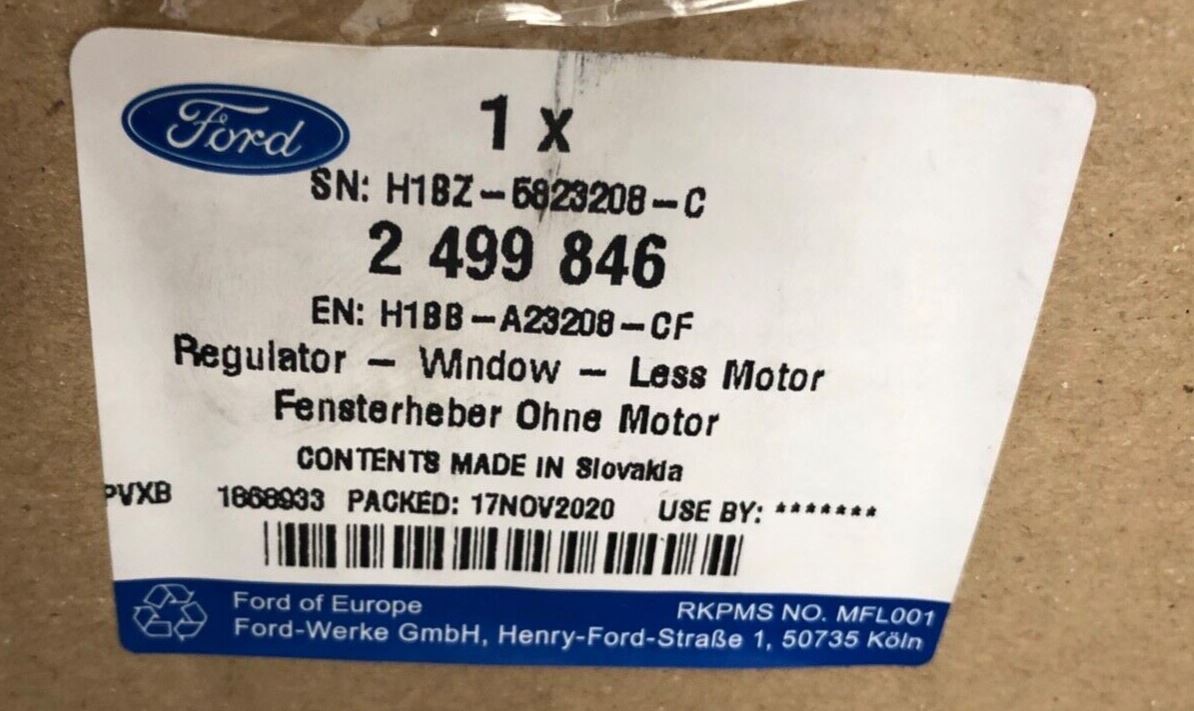 Ford
1 x
SN: H1BZ-5823208-C
2 499 846
EN: H1BB-A23208-CF
Regulator - Window - Less Motor
Fensterheber Ohne Motor
CONTENTS MADE IN Slovakia
PVXB 1868933 PACKED: 17NOV2020 USE BY: *******
Ford of Europe
RKPMS NO. MFL001
Ford-Werke GmbH, Henry-Ford-Straße 1, 50735 Köln